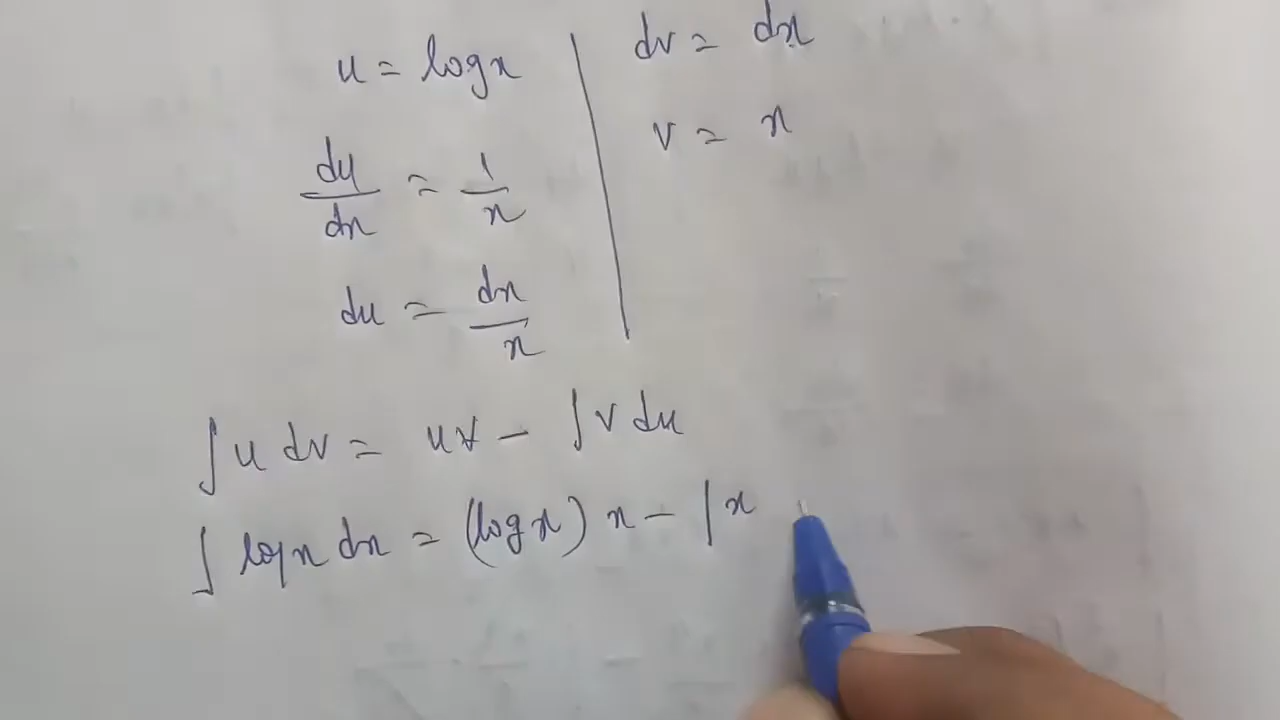 u = log x
du/dx = 1/x
du = dx/x
dv = dx
v = x
∫ u dv = uv - ∫ v du
∫ log x dx = (log x) x - ∫ x